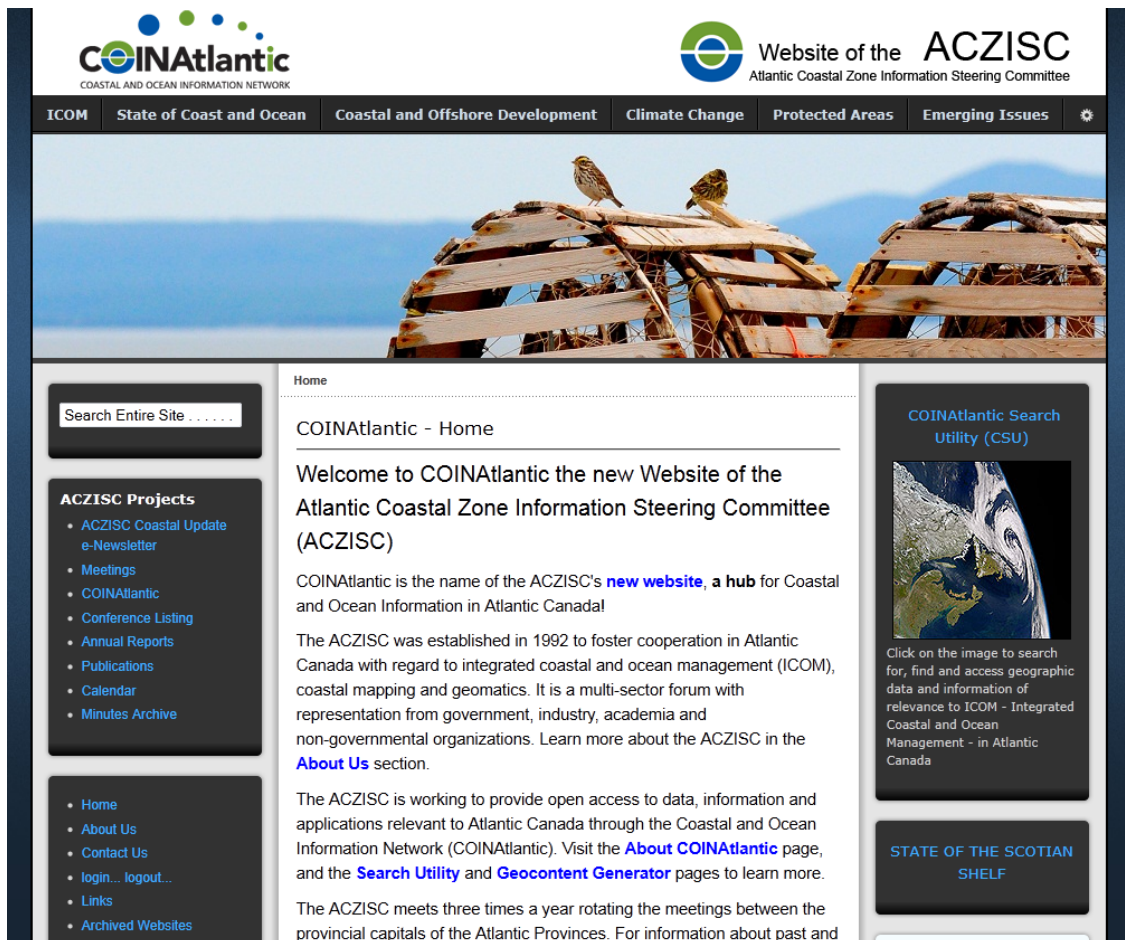 COINAtlantic
COASTAL AND OCEAN INFORMATION NETWORK
Website of the ACZISC
Atlantic Coastal Zone Information Steering Committee
ICOM State of Coast and Ocean Coastal and Offshore Development Climate Change Protected Areas Emerging Issues
Search Entire Site . . . . . .
ACZISC Projects
ACZISC Coastal Update
e-Newsletter
Meetings
COINAtlantic
Conference Listing
Annual Reports
Publications
Calendar
Minutes Archive
Home
About Us
Contact Us
login... logout...
Links
Archived Websites
Home
COINAtlantic - Home
Welcome to COINAtlantic the new Website of the
Atlantic Coastal Zone Information Steering Committee
(ACZISC)
COINAtlantic is the name of the ACZISC's new website, a hub for Coastal
and Ocean Information in Atlantic Canada!
The ACZISC was established in 1992 to foster cooperation in Atlantic
Canada with regard to integrated coastal and ocean management (ICOM),
coastal mapping and geomatics. It is a multi-sector forum with
representation from government, industry, academia and
non-governmental organizations. Learn more about the ACZISC in the
About Us section.
The ACZISC is working to provide open access to data, information and
applications relevant to Atlantic Canada through the Coastal and Ocean
Information Network (COINAtlantic). Visit the About COINAtlantic page,
and the Search Utility and Geocontent Generator pages to learn more.
The ACZISC meets three times a year rotating the meetings between the
provincial capitals of the Atlantic Provinces. For information about past and
COINAtlantic Search
Utility (CSU)
Click on the image to search
for, find and access geographic
data and information of
relevance to ICOM - Integrated
Coastal and Ocean
Management - in Atlantic
Canada
STATE OF THE SCOTIAN
SHELF